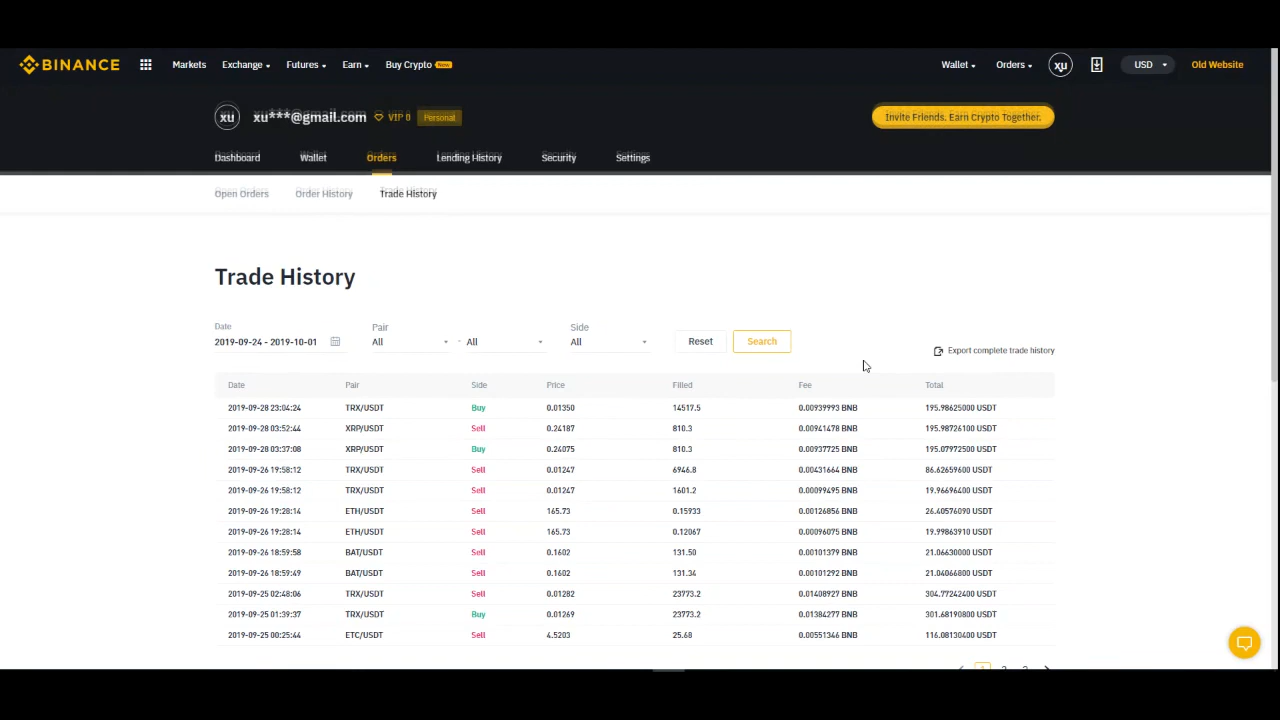 BINANCE Markets Exchange Futures Earn Buy Crypto New Wallet Orders xu USD Old Website
xu xu***@gmail.com VIP 0 Personal Invite Friends. Earn Crypto Together.
Dashboard Wallet Orders Lending History Security Settings
Open Orders Order History Trade History
Trade History
Date Pair Side
2019-09-24 - 2019-10-01 All - All All Reset Search
Export complete trade history
Date Pair Side Price Filled Fee Total
2019-09-28 23:04:24 TRX/USDT Buy 0.01350 14517.5 0.00939993 BNB 195.98625000 USDT
2019-09-28 03:52:44 XRP/USDT Sell 0.24187 810.3 0.00941478 BNB 195.98726100 USDT
2019-09-28 03:37:08 XRP/USDT Buy 0.24075 810.3 0.00937725 BNB 195.07972500 USDT
2019-09-26 19:58:12 TRX/USDT Sell 0.01247 6946.8 0.00431664 BNB 86.62659600 USDT
2019-09-26 19:58:12 TRX/USDT Sell 0.01247 1601.2 0.00099495 BNB 19.96696400 USDT
2019-09-26 19:28:14 ETH/USDT Sell 165.73 0.15933 0.00126856 BNB 26.40576090 USDT
2019-09-26 19:28:14 ETH/USDT Sell 165.73 0.12067 0.00096075 BNB 19.99863910 USDT
2019-09-26 18:59:58 BAT/USDT Sell 0.1602 131.50 0.00101379 BNB 21.06630000 USDT
2019-09-26 18:59:49 BAT/USDT Sell 0.1602 131.34 0.00101292 BNB 21.04066800 USDT
2019-09-25 02:48:06 TRX/USDT Sell 0.01282 23773.2 0.01408927 BNB 304.77242400 USDT
2019-09-25 01:39:37 TRX/USDT Buy 0.01269 23773.2 0.01384277 BNB 301.68190800 USDT
2019-09-25 00:25:44 ETC/USDT Sell 4.5203 25.68 0.00551346 BNB 116.08130400 USDT